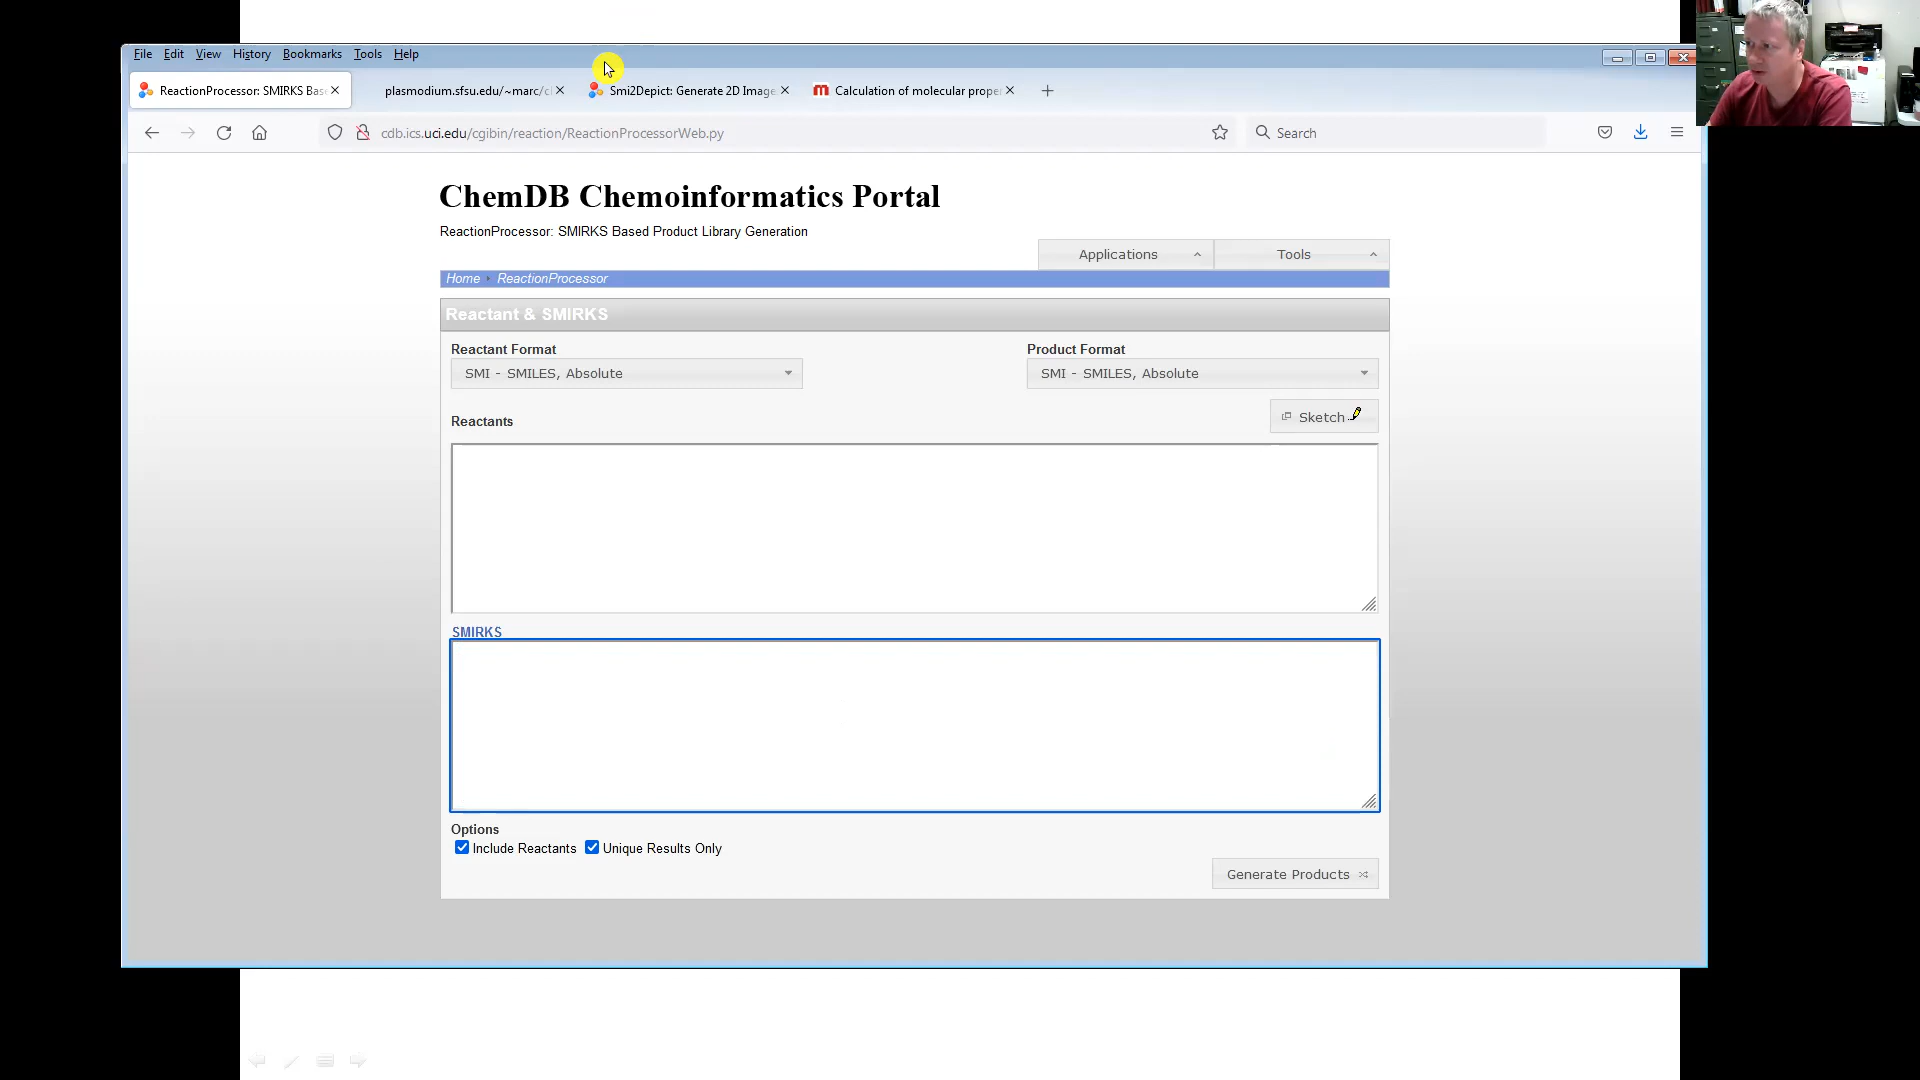 File Edit View History Bookmarks Tools Help
ReactionProcessor: SMIRKS Bas
plasmodium.sfsu.edu/~marc/cl
Smi2Depict: Generate 2D Image
Calculation of molecular prope
cdb.ics.uci.edu/cgibin/reaction/ReactionProcessorWeb.py
Search
ChemDB Chemoinformatics Portal
ReactionProcessor: SMIRKS Based Product Library Generation
Applications
Tools
Home ReactionProcessor
Reactant & SMIRKS
Reactant Format
Product Format
SMI - SMILES, Absolute
SMI - SMILES, Absolute
Reactants
Sketch
SMIRKS
Options
Include Reactants
Unique Results Only
Generate Products